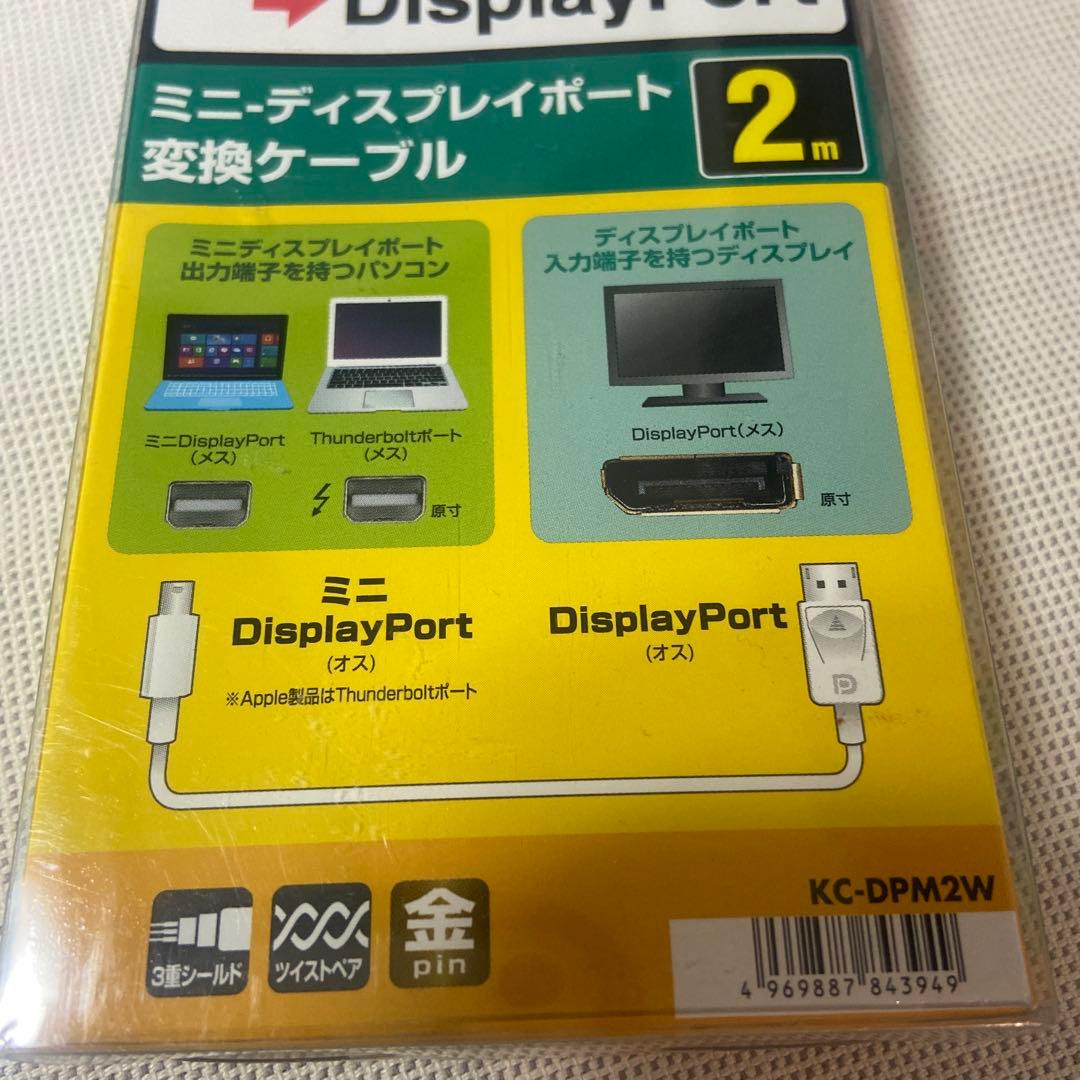 DisplayPort
ミニ-ディスプレイポート
変換ケーブル
2m
ミニディスプレイポート
出力端子を持つパソコン
ミニDisplayPort
(メス)
Thunderboltポート
(メス)
原寸
ディスプレイポート
入力端子を持つディスプレイ
DisplayPort(メス)
原寸
ミニ
DisplayPort
(オス)
※Apple製品はThunderboltポート
DisplayPort
(オス)
3重シールド
ツイストペア
金
pin
KC-DPM2W
4 969887 843949